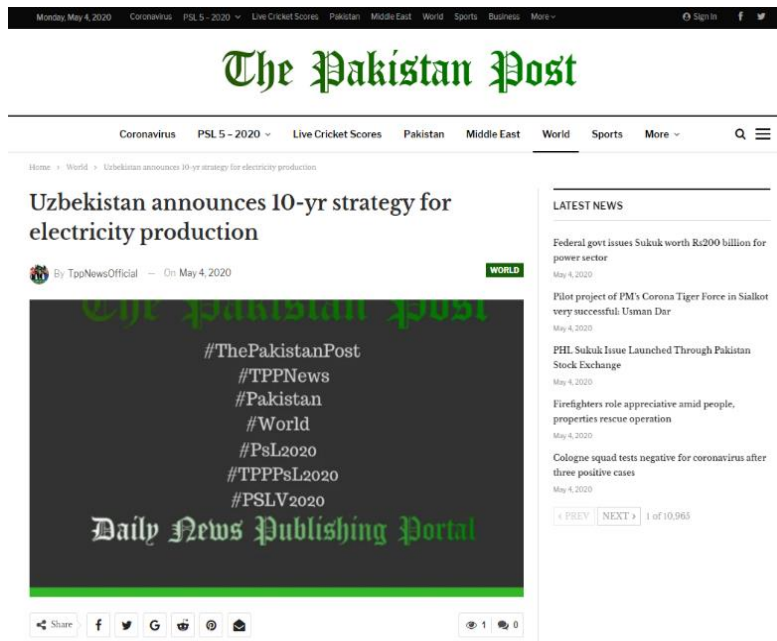 Monday, May 4, 2020 Coronavirus PSL 5 - 2020 Live Cricket Scores Pakistan Middle East World Sports Business More Sign In
The Pakistan Post
Coronavirus PSL 5 – 2020 Live Cricket Scores Pakistan Middle East World Sports More
Home > World > Uzbekistan announces 10-yr strategy for electricity production
Uzbekistan announces 10-yr strategy for
electricity production
By TppNewsOfficial — On May 4, 2020 WORLD
The Pakistan Post
#ThePakistanPost
#TPPNews
#Pakistan
#World
#PsL2020
#TPPPsL2020
#PSLV2020
Daily News Publishing Portal
Share 1 0
LATEST NEWS
Federal govt issues Sukuk worth Rs200 billion for
power sector
May 4, 2020
Pilot project of PM's Corona Tiger Force in Sialkot
very successful: Usman Dar
May 4, 2020
PHL Sukuk Issue Launched Through Pakistan
Stock Exchange
May 4, 2020
Firefighters role appreciative amid people,
properties rescue operation
May 4, 2020
Cologne squad tests negative for coronavirus after
three positive cases
May 4, 2020
‹ PREV NEXT › 1 of 10,965